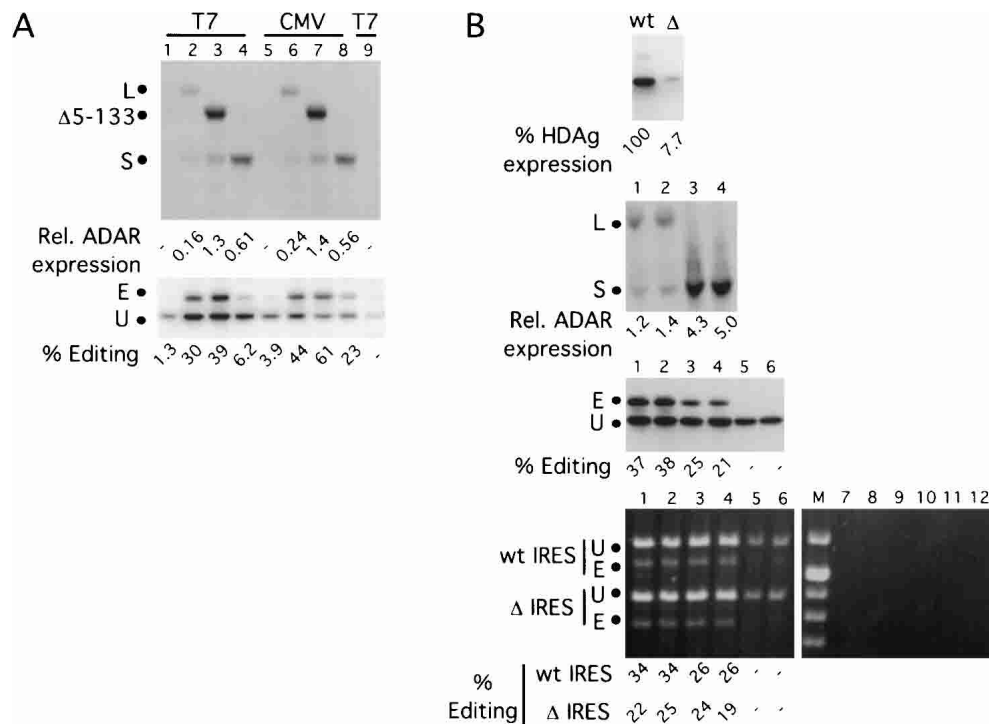 A
T7 CMV T7
1 2 3 4 5 6 7 8 9
L
Δ5-133
S
Rel. ADAR expression - 0.16 1.3 0.61 - 0.24 1.4 0.56 -
E
U
% Editing 1.3 30 39 6.2 3.9 44 61 23 -
B
wt Δ
% HDAg expression 100 7.7
1 2 3 4
L
S
Rel. ADAR expression 1.2 1.4 4.3 5.0
1 2 3 4 5 6
E
U
% Editing 37 38 25 21 - -
1 2 3 4 5 6 M 7 8 9 10 11 12
wt IRES U
E
Δ IRES U
E
% Editing
wt IRES 34 34 26 26 - -
Δ IRES 22 25 24 19 - -